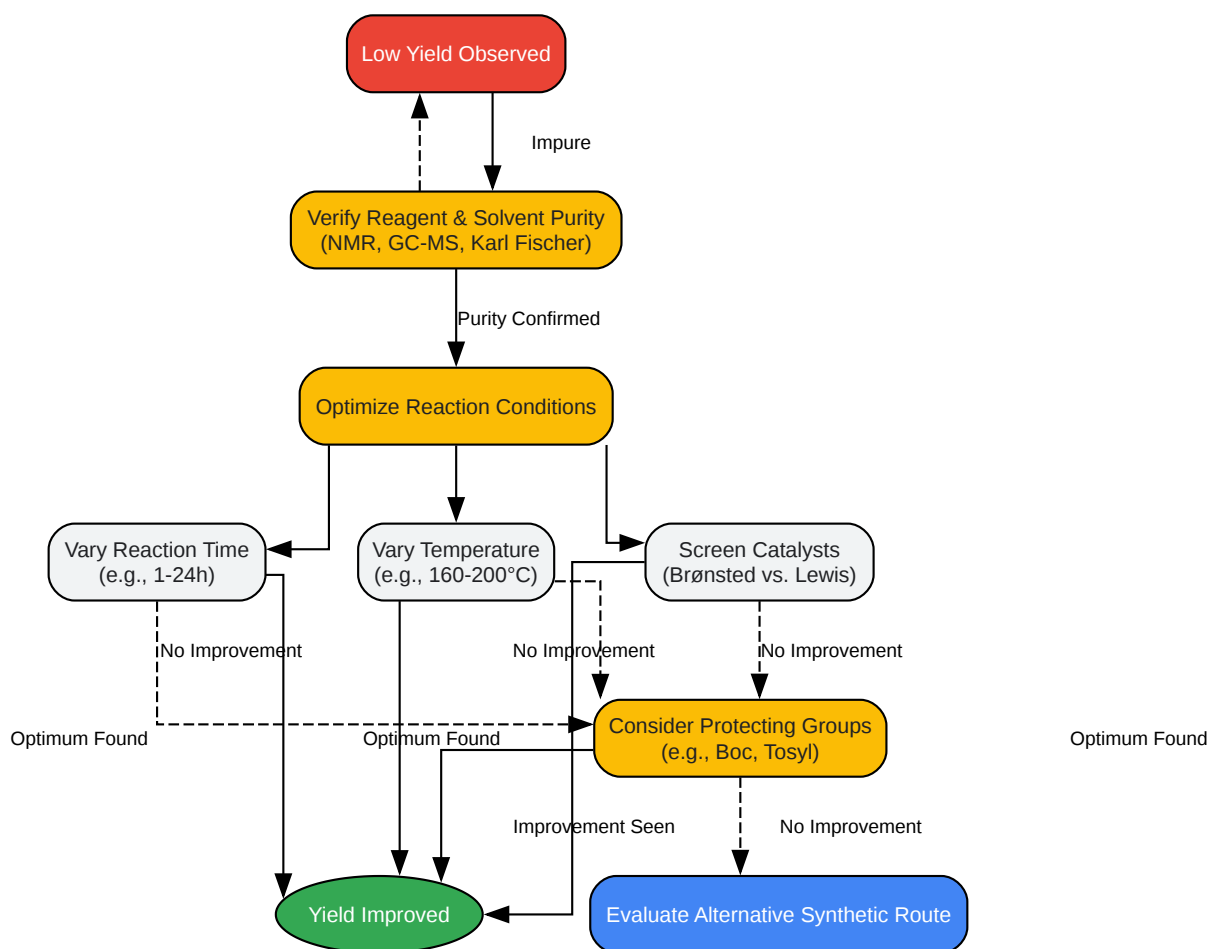 Low Yield Observed
Impure
Verify Reagent & Solvent Purity
(NMR, GC-MS, Karl Fischer)
Purity Confirmed
Optimize Reaction Conditions
Vary Reaction Time
(e.g., 1-24h)
Vary Temperature
(e.g., 160-200°C)
Screen Catalysts
(Brønsted vs. Lewis)
No Improvement
No Improvement
No Improvement
Optimum Found
Optimum Found
Consider Protecting Groups
(e.g., Boc, Tosyl)
Optimum Found
Improvement Seen
No Improvement
Yield Improved
Evaluate Alternative Synthetic Route